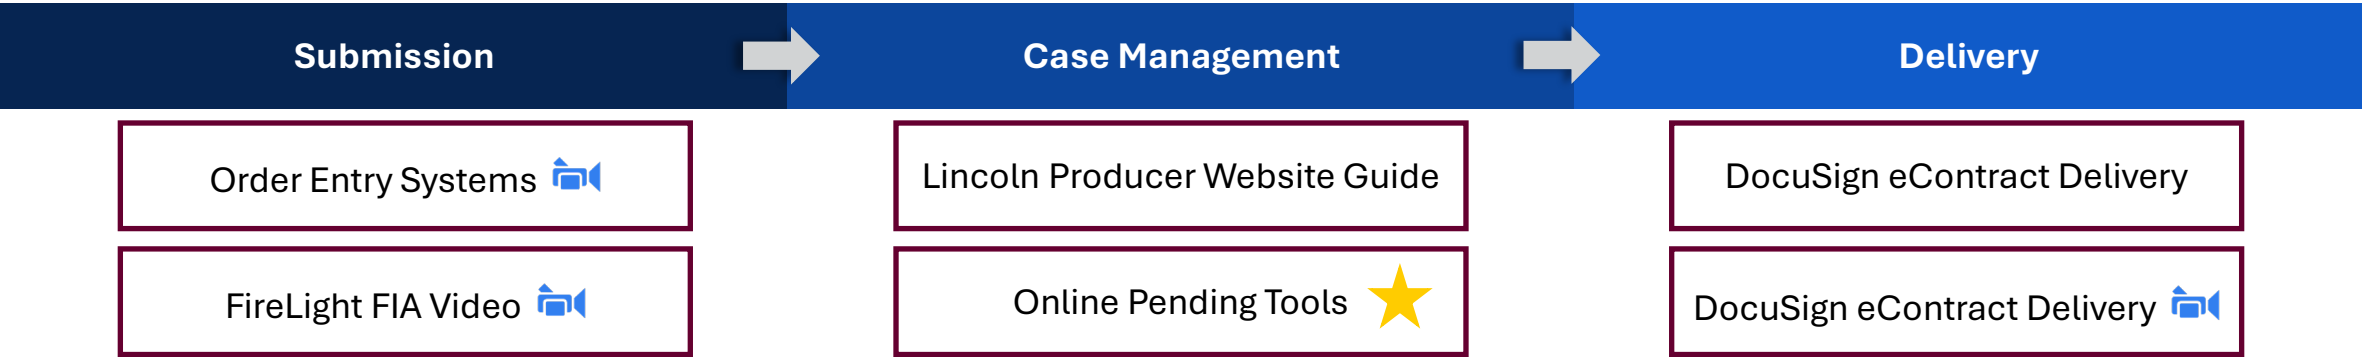 Submission
Case Management
Delivery
Order Entry Systems
Lincoln Producer Website Guide
DocuSign eContract Delivery
FireLight FIA Video
Online Pending Tools
DocuSign eContract Delivery